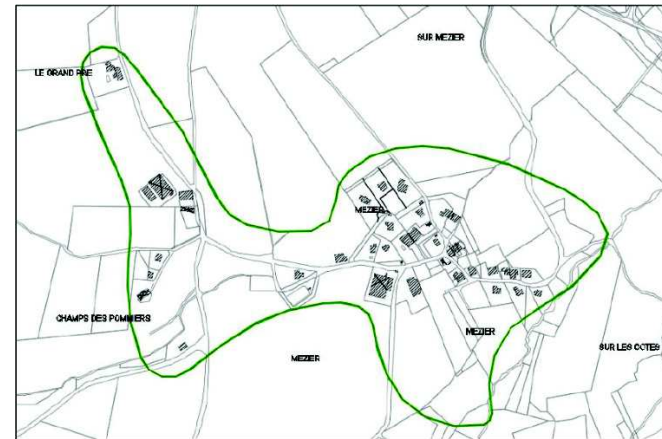 SUR MEZIER
LE GRAND PRE
MEZIER
CHAMPS DES POMMIERS
MEZIER
MEZIER
SUR LES COTES